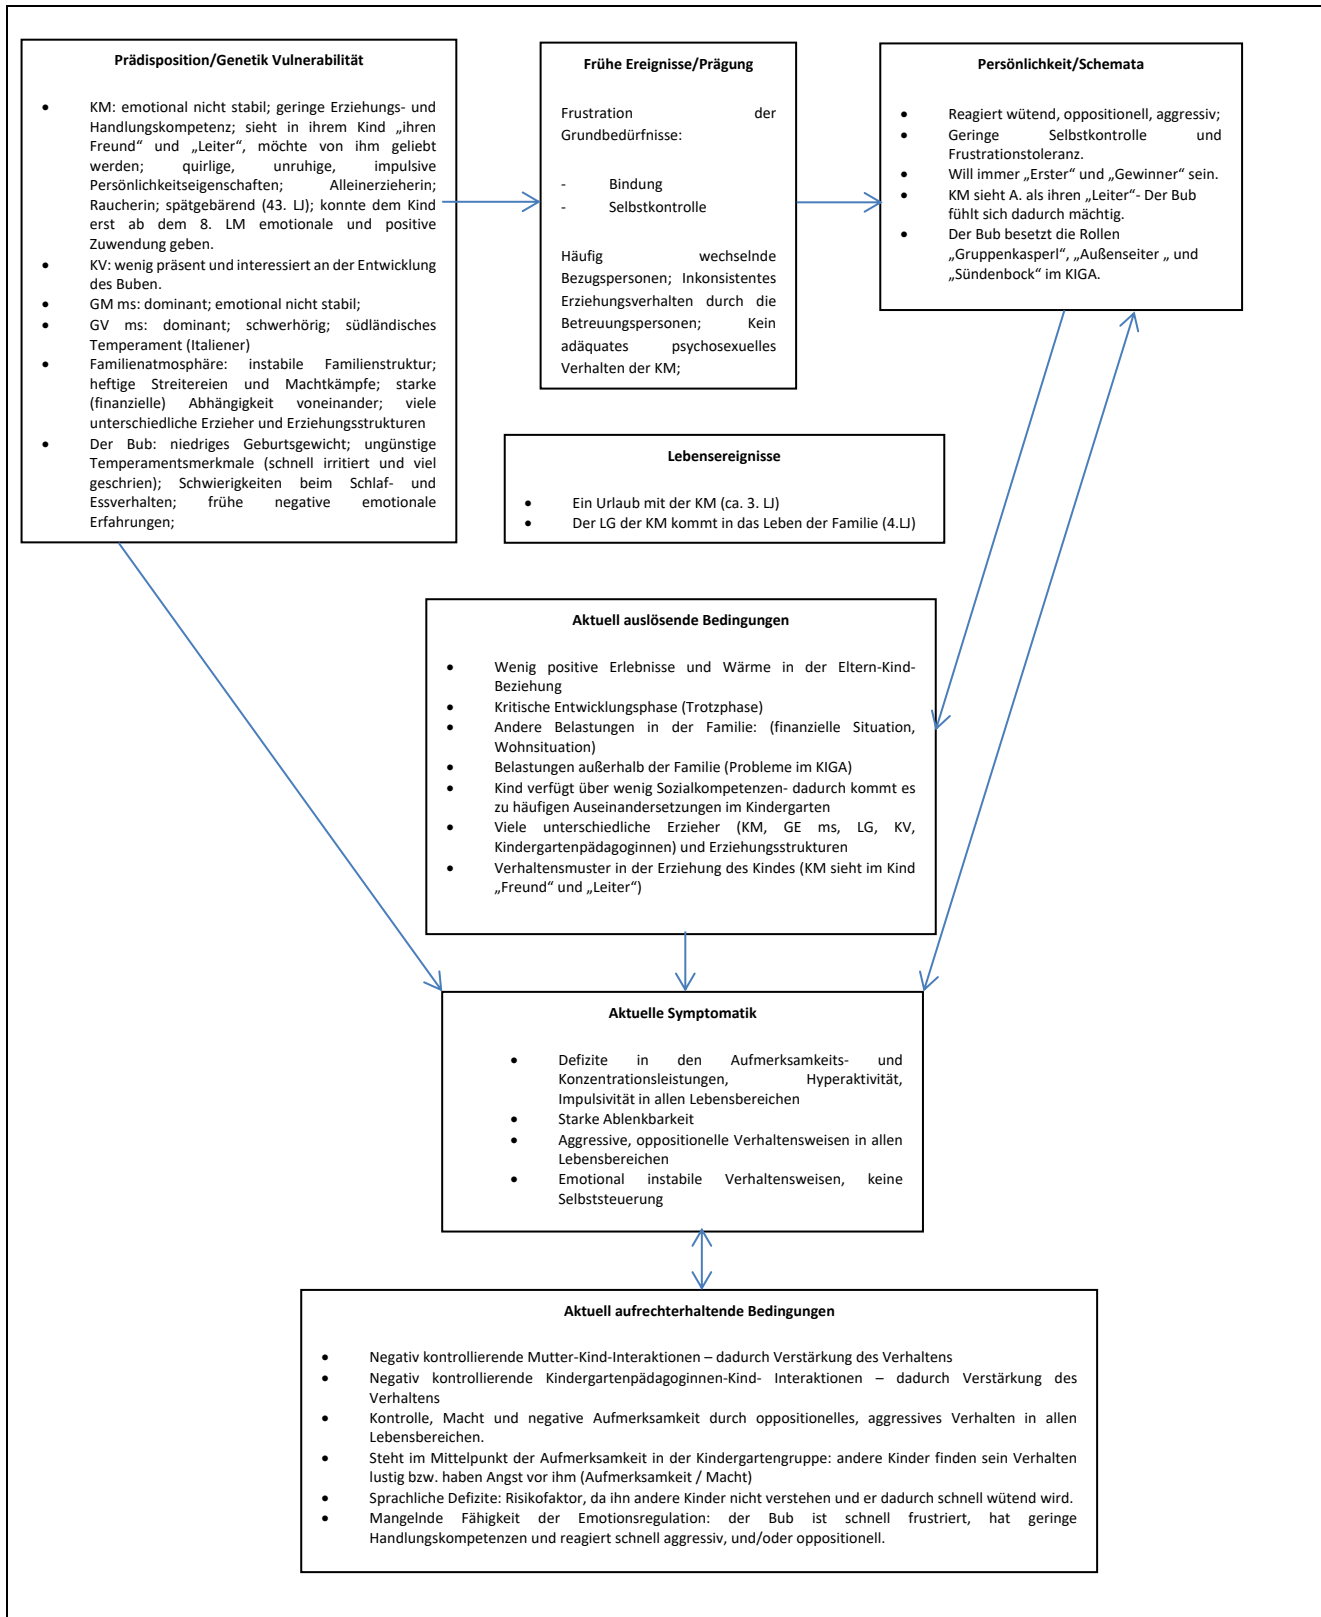 Prädisposition/Genetik Vulnerabilität
• KM: emotional nicht stabil; geringe Erziehungs- und
Handlungskompetenz; sieht in ihrem Kind „ihren
Freund“ und „Leiter“, möchte von ihm geliebt
werden; quirlige, unruhige, impulsive
Persönlichkeitseigenschaften; Alleinerzieherin;
Raucherin; spätgebärend (43. LJ); konnte dem Kind
erst ab dem 8. LM emotionale und positive
Zuwendung geben.
• KV: wenig präsent und interessiert an der Entwicklung
des Buben.
• GM ms: dominant; emotional nicht stabil;
• GV ms: dominant; schwerhörig; südländisches
Temperament (Italiener)
• Familienatmosphäre: instabile Familienstruktur;
heftige Streitereien und Machtkämpfe; starke
(finanzielle) Abhängigkeit voneinander; viele
unterschiedliche Erzieher und Erziehungsstrukturen
• Der Bub: niedriges Geburtsgewicht; ungünstige
Temperamentsmerkmale (schnell irritiert und viel
geschrien); Schwierigkeiten beim Schlaf- und
Essverhalten; frühe negative emotionale
Erfahrungen;
Frühe Ereignisse/Prägung
Frustration der
Grundbedürfnisse:
- Bindung
- Selbstkontrolle
Häufig wechselnde
Bezugspersonen; Inkonsistentes
Erziehungsverhalten durch die
Betreuungspersonen; Kein
adäquates psychosexuelles
Verhalten der KM;
Persönlichkeit/Schemata
• Reagiert wütend, oppositionell, aggressiv;
• Geringe Selbstkontrolle und
Frustrationstoleranz.
• Will immer „Erster“ und „Gewinner“ sein.
• KM sieht A. als ihren „Leiter“- Der Bub
fühlt sich dadurch mächtig.
• Der Bub besetzt die Rollen
„Gruppenkasperl“, „Außenseiter „ und
„Sündenbock“ im KIGA.
Lebensereignisse
• Ein Urlaub mit der KM (ca. 3. LJ)
• Der LG der KM kommt in das Leben der Familie (4.LJ)
Aktuell auslösende Bedingungen
• Wenig positive Erlebnisse und Wärme in der Eltern-Kind-
Beziehung
• Kritische Entwicklungsphase (Trotzphase)
• Andere Belastungen in der Familie: (finanzielle Situation,
Wohnsituation)
• Belastungen außerhalb der Familie (Probleme im KIGA)
• Kind verfügt über wenig Sozialkompetenzen- dadurch kommt es
zu häufigen Auseinandersetzungen im Kindergarten
• Viele unterschiedliche Erzieher (KM, GE ms, LG, KV,
Kindergartenpädagoginnen) und Erziehungsstrukturen
• Verhaltensmuster in der Erziehung des Kindes (KM sieht im Kind
„Freund“ und „Leiter“)
Aktuelle Symptomatik
• Defizite in den Aufmerksamkeits- und
Konzentrationsleistungen, Hyperaktivität,
Impulsivität in allen Lebensbereichen
• Starke Ablenkbarkeit
• Aggressive, oppositionelle Verhaltensweisen in allen
Lebensbereichen
• Emotional instabile Verhaltensweisen, keine
Selbststeuerung
Aktuell aufrechterhaltende Bedingungen
• Negativ kontrollierende Mutter-Kind-Interaktionen – dadurch Verstärkung des Verhaltens
• Negativ kontrollierende Kindergartenpädagoginnen-Kind- Interaktionen – dadurch Verstärkung des
Verhaltens
• Kontrolle, Macht und negative Aufmerksamkeit durch oppositionelles, aggressives Verhalten in allen
Lebensbereichen.
• Steht im Mittelpunkt der Aufmerksamkeit in der Kindergartengruppe: andere Kinder finden sein Verhalten
lustig bzw. haben Angst vor ihm (Aufmerksamkeit / Macht)
• Sprachliche Defizite: Risikofaktor, da ihn andere Kinder nicht verstehen und er dadurch schnell wütend wird.
• Mangelnde Fähigkeit der Emotionsregulation: der Bub ist schnell frustriert, hat geringe
Handlungskompetenzen und reagiert schnell aggressiv, und/oder oppositionell.